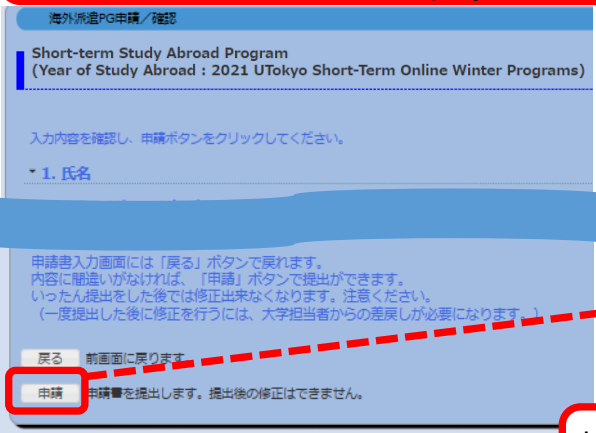 海外派遣PG申請／確認
Short-term Study Abroad Program
(Year of Study Abroad : 2021 UTokyo Short-Term Online Winter Programs)
入力内容を確認し、申請ボタンをクリックしてください。
1. 氏名
申請書入力画面には「戻る」ボタンで戻れます。
内容に間違いがなければ、「申請」ボタンで提出ができます。
いったん提出をした後では修正出来なくなります。注意ください。
（一度提出した後に修正を行うには、大学担当者からの差戻しが必要になります。）
戻る 前画面に戻ります
申請 申請書を提出します。提出後の修正はできません。